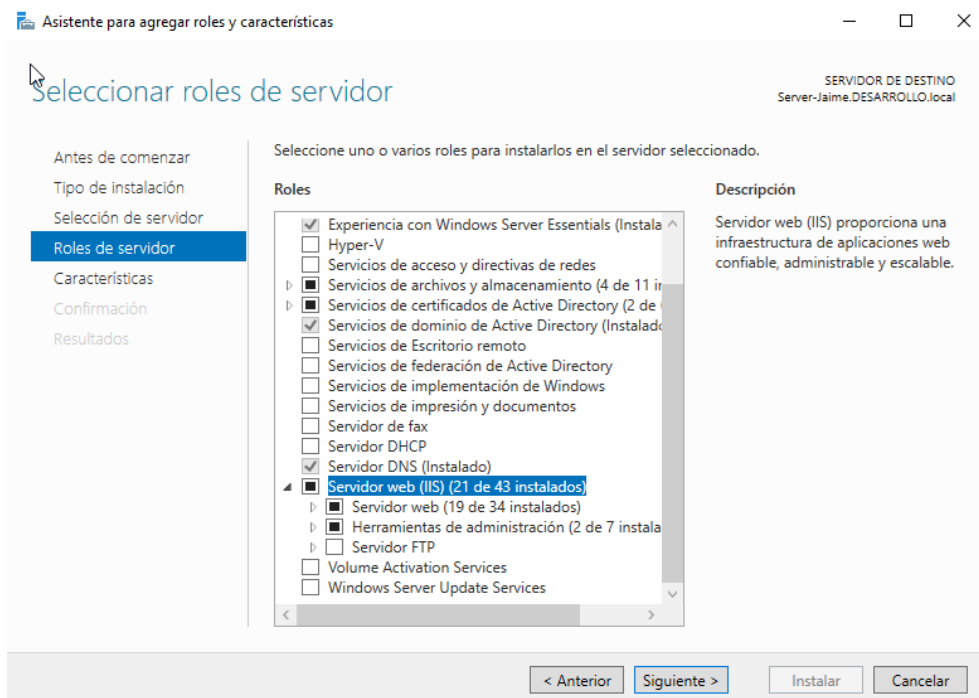 Asistente para agregar roles y características
Seleccionar roles de servidor
SERVIDOR DE DESTINO
Server-Jaime.DESARROLLO.local
Antes de comenzar
Tipo de instalación
Selección de servidor
Roles de servidor
Características
Confirmación
Resultados
Seleccione uno o varios roles para instalarlos en el servidor seleccionado.
Roles
Experiencia con Windows Server Essentials (Instala
Hyper-V
Servicios de acceso y directivas de redes
Servicios de archivos y almacenamiento (4 de 11 in
Servicios de certificados de Active Directory (2 de
Servicios de dominio de Active Directory (Instalado
Servicios de Escritorio remoto
Servicios de federación de Active Directory
Servicios de implementación de Windows
Servicios de impresión y documentos
Servidor de fax
Servidor DHCP
Servidor DNS (Instalado)
Servidor web (IIS) (21 de 43 instalados)
Servidor web (19 de 34 instalados)
Herramientas de administración (2 de 7 instala
Servidor FTP
Volume Activation Services
Windows Server Update Services
Descripción
Servidor web (IIS) proporciona una
infraestructura de aplicaciones web
confiable, administrable y escalable.
< Anterior
Siguiente >
Instalar
Cancelar